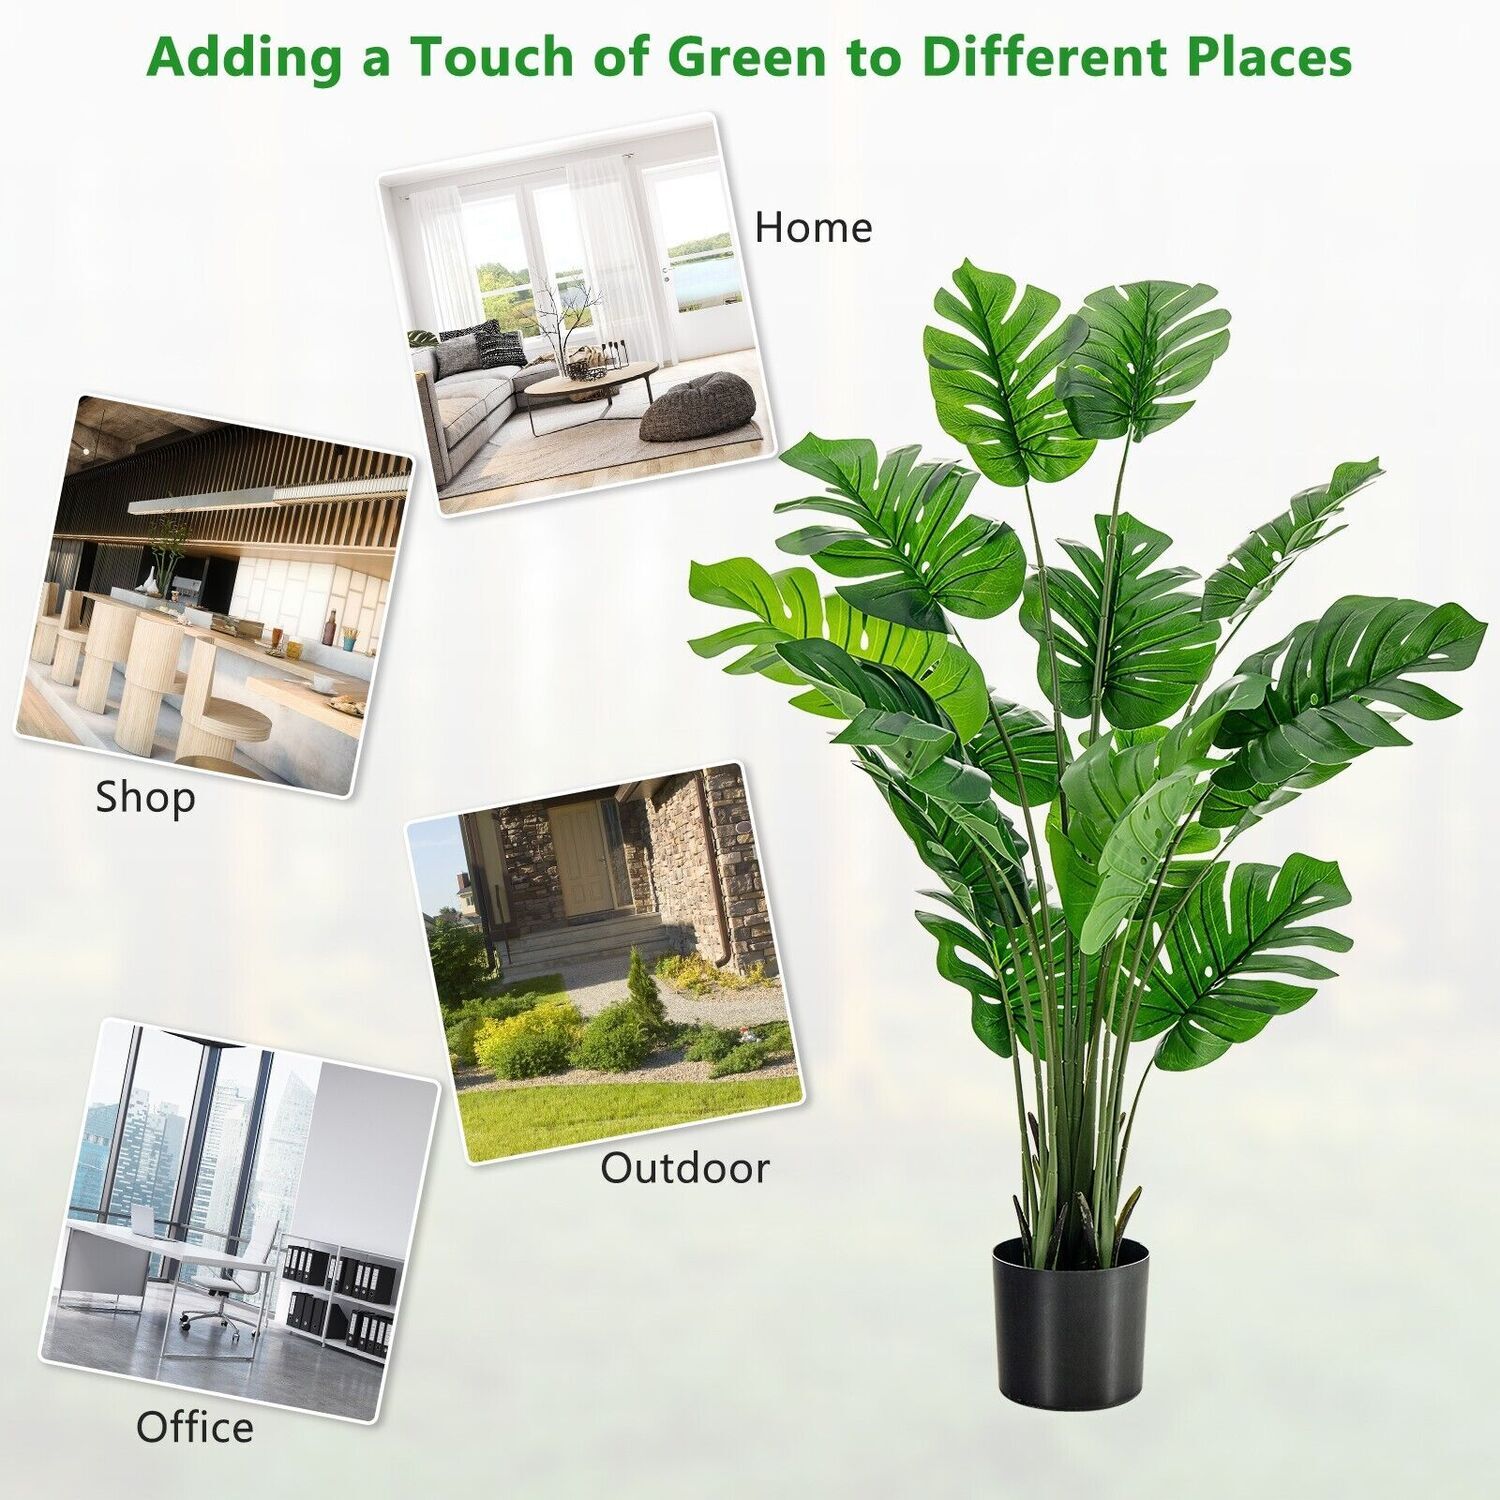 Adding a Touch of Green to Different Places
Home
Shop
Outdoor
Office